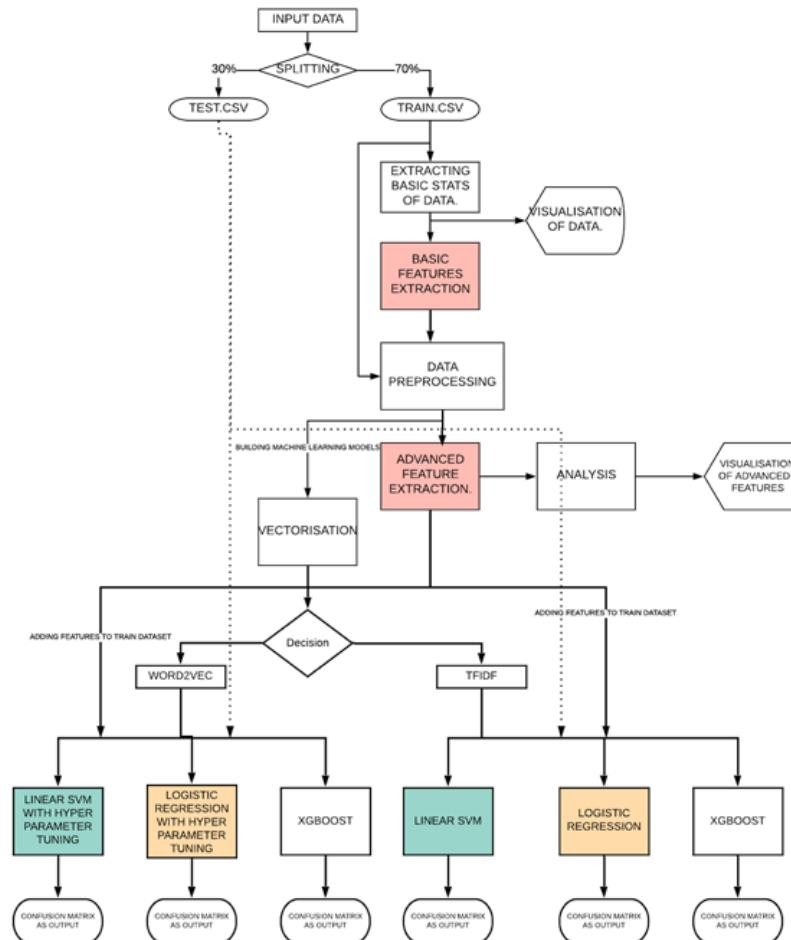 INPUT DATA
30%
SPLITTING
70%
TEST.CSV
TRAIN.CSV
EXTRACTING
BASIC STATS
OF DATA.
VISUALISATION
OF DATA.
BASIC
FEATURES
EXTRACTION
DATA
PREPROCESSING
BUILDING MACHINE LEARNING MODELS
ADVANCED
FEATURE
EXTRACTION.
ANALYSIS
VISUALISATION
OF ADVANCED
FEATURES
VECTORISATION
ADDING FEATURES TO TRAIN DATASET
ADDING FEATURES TO TRAIN DATASET
Decision
WORD2VEC
TFIDF
LINEAR SVM
WITH HYPER
PARAMETER
TUNING
LOGISTIC
REGRESSION
WITH HYPER
PARAMETER
TUNING
XGBOOST
LINEAR SVM
LOGISTIC
REGRESSION
XGBOOST
CONFUSION MATRIX
AS OUTPUT
CONFUSION MATRIX
AS OUTPUT
CONFUSION MATRIX
AS OUTPUT
CONFUSION MATRIX
AS OUTPUT
CONFUSION MATRIX
AS OUTPUT
CONFUSION MATRIX
AS OUTPUT